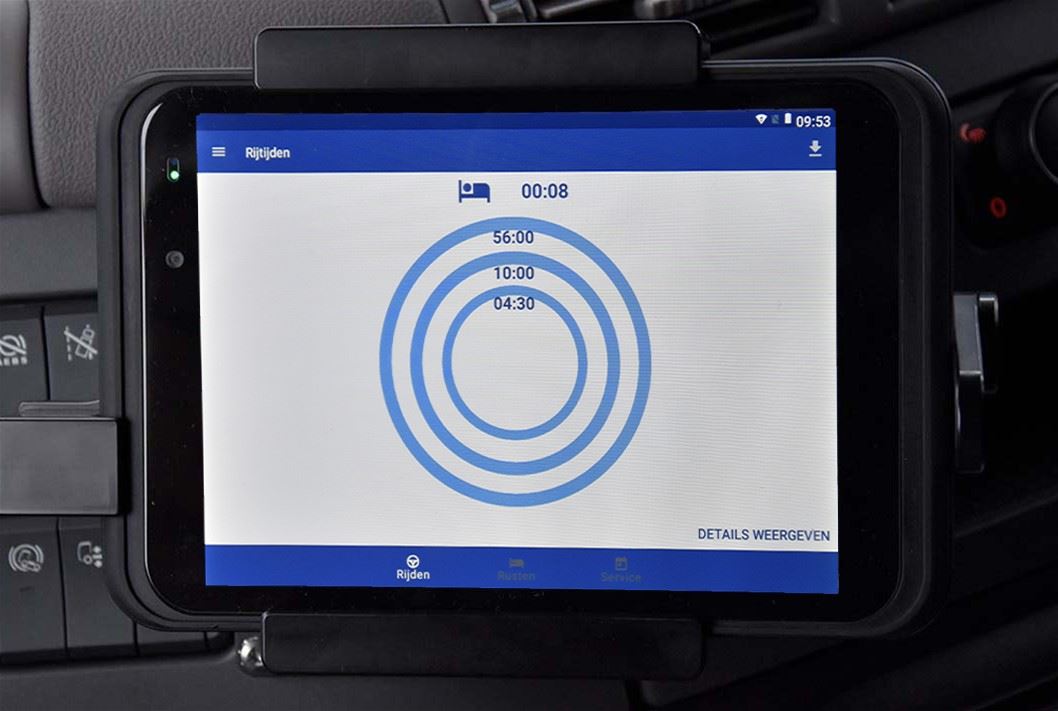 09:53
Rijtijden
00:08
56:00
10:00
04:30
DETAILS WEERGEVEN
Rijden
Rusten
Service